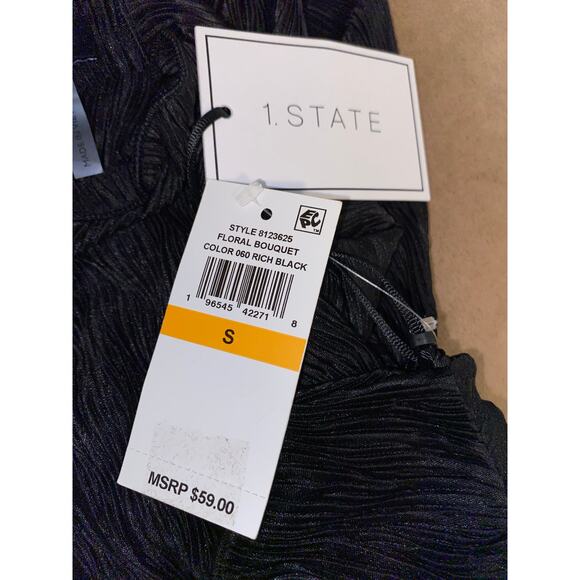 1. STATE
STYLE 8123625
FLORAL BOUQUET
COLOR 060 RICH BLACK
1 96545 42271 8
S
MSRP $59.00